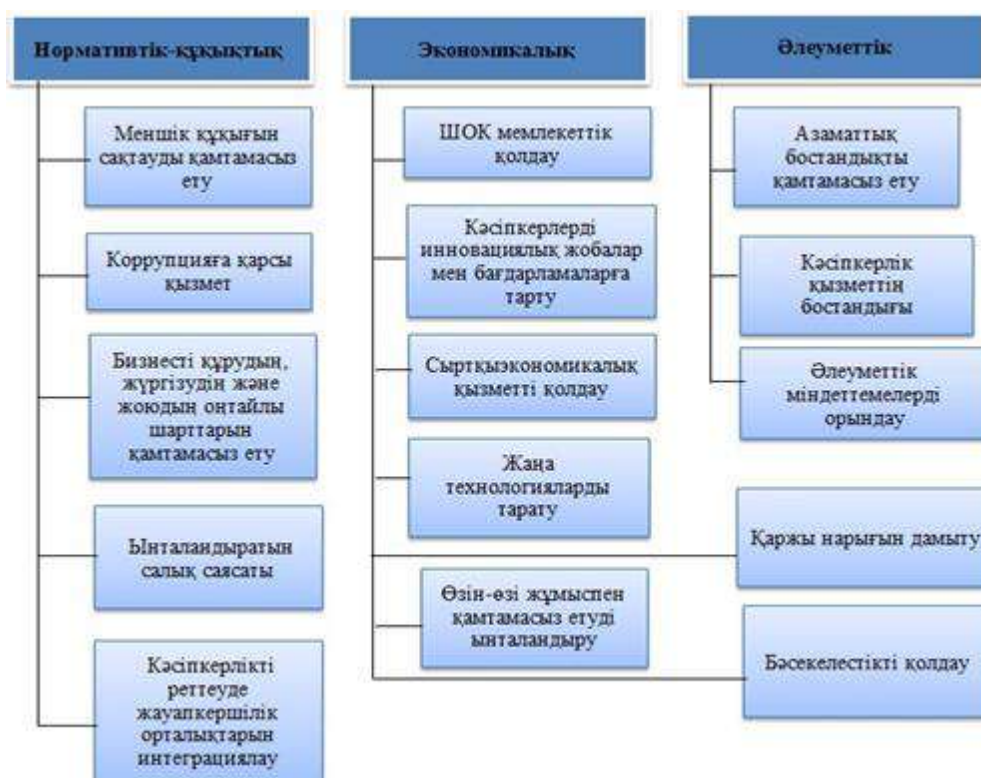 Нормативтік-құқықтық
Меншік құқығын
сақтауды қамтамасыз
ету
Коррупцияға қарсы
қызмет
Бизнесті құрудың,
жүргізудін және
жоюдың оңтайлы
шарттарын
қамтамасыз ету
Ынталандыратын
салық саясаты
Кәсіпкерлікті
реттеуде
жауапкершілік
орталықтарын
интеграциялау
Экономикалық
ШОК мемлекеттік
қолдау
Кәсіпкерлерді
инновациялық жобалар
мен бағдарламаларға
тарту
Сыртқыэкономикалық
қызметті қолдау
Жаңа
технологияларды
тарату
Өзін-өзі жұмыспен
қамтамасыз етуді
ынталандыру
Қаржы нарығын дамыту
Бәсекелестікті қолдау
Әлеуметтік
Азаматтық
бостандықты
қамтамасыз ету
Кәсіпкерлік
қызметтін
бостандығы
Әлеуметтік
міндеттемелерді
орындау